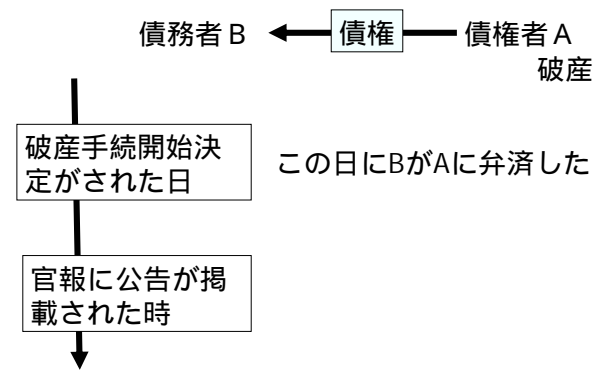 債務者Ｂ
債権
債権者Ａ
破産
破産手続開始決
定がされた日
この日にBがAに弁済した
官報に公告が掲
載された時